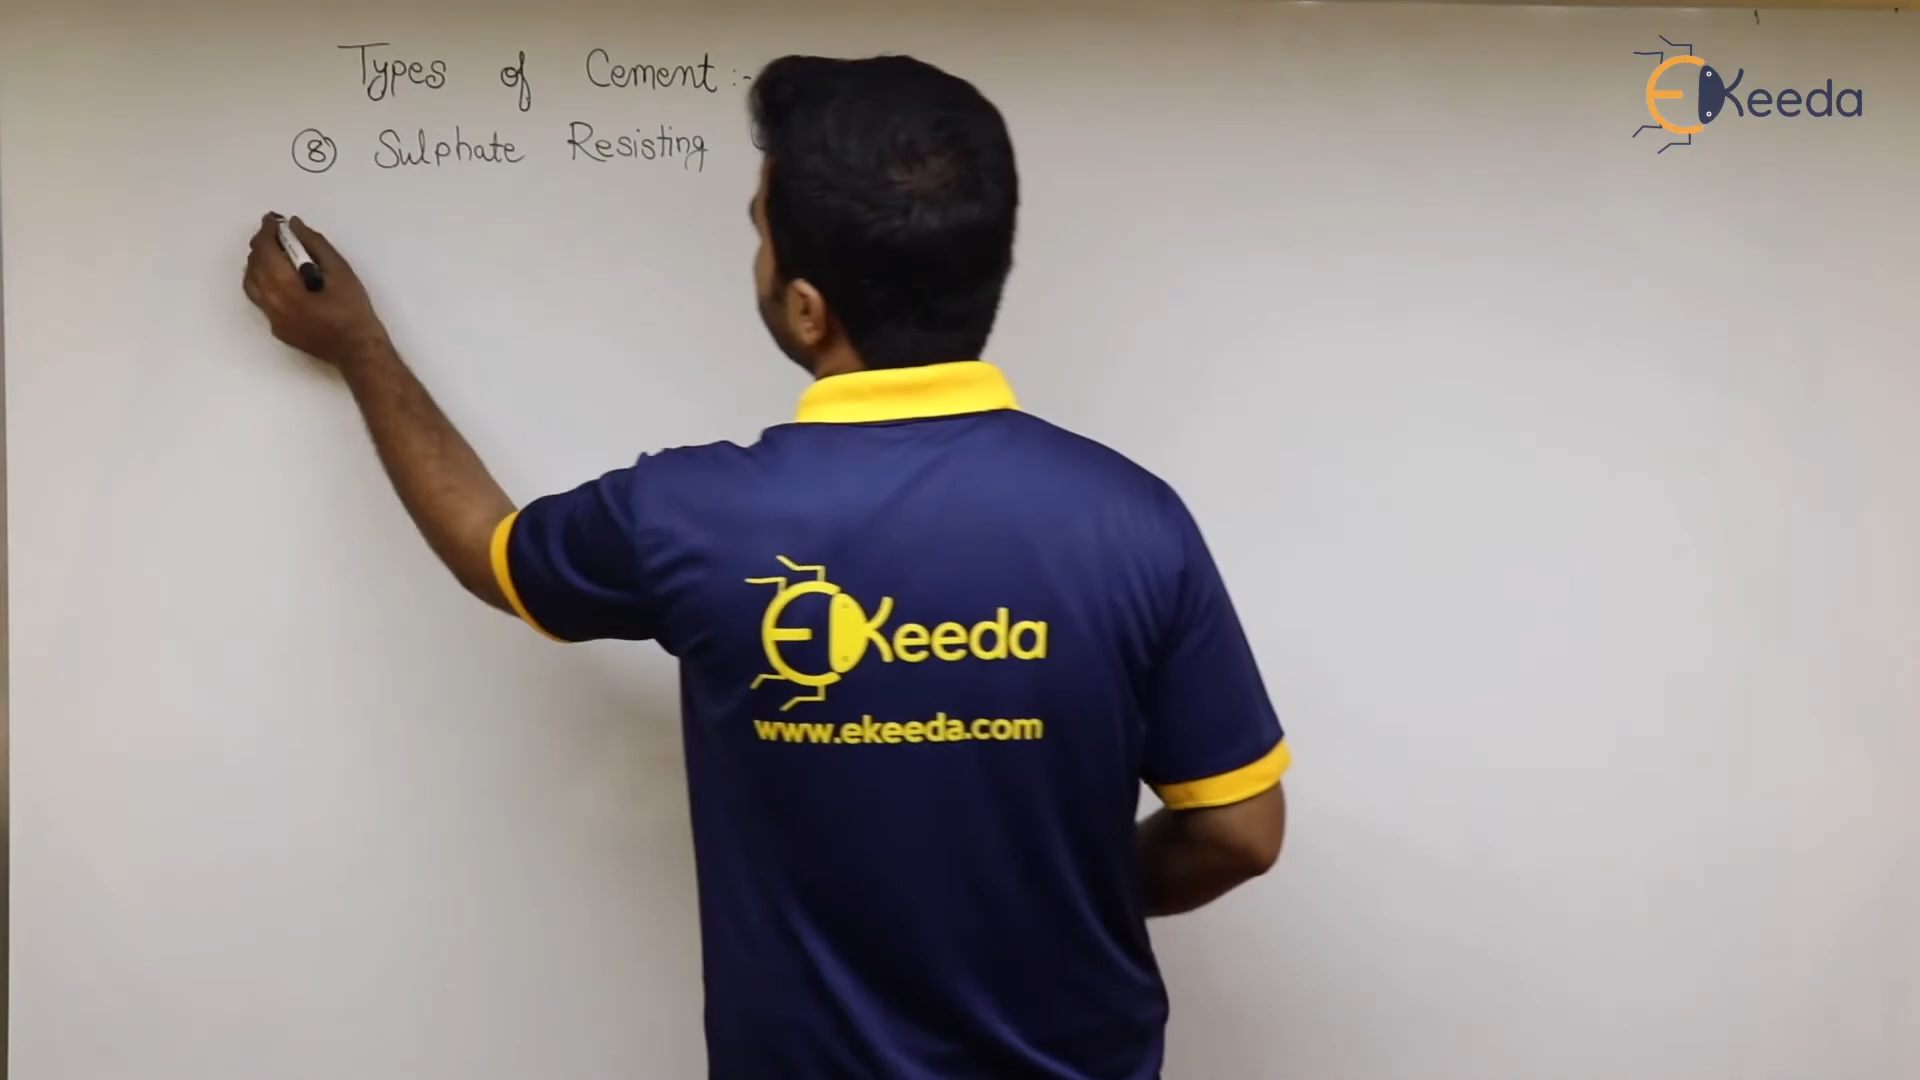 Types of Cement :-
⑧ Sulphate Resisting
EKeeda
EKeeda
www.ekeeda.com